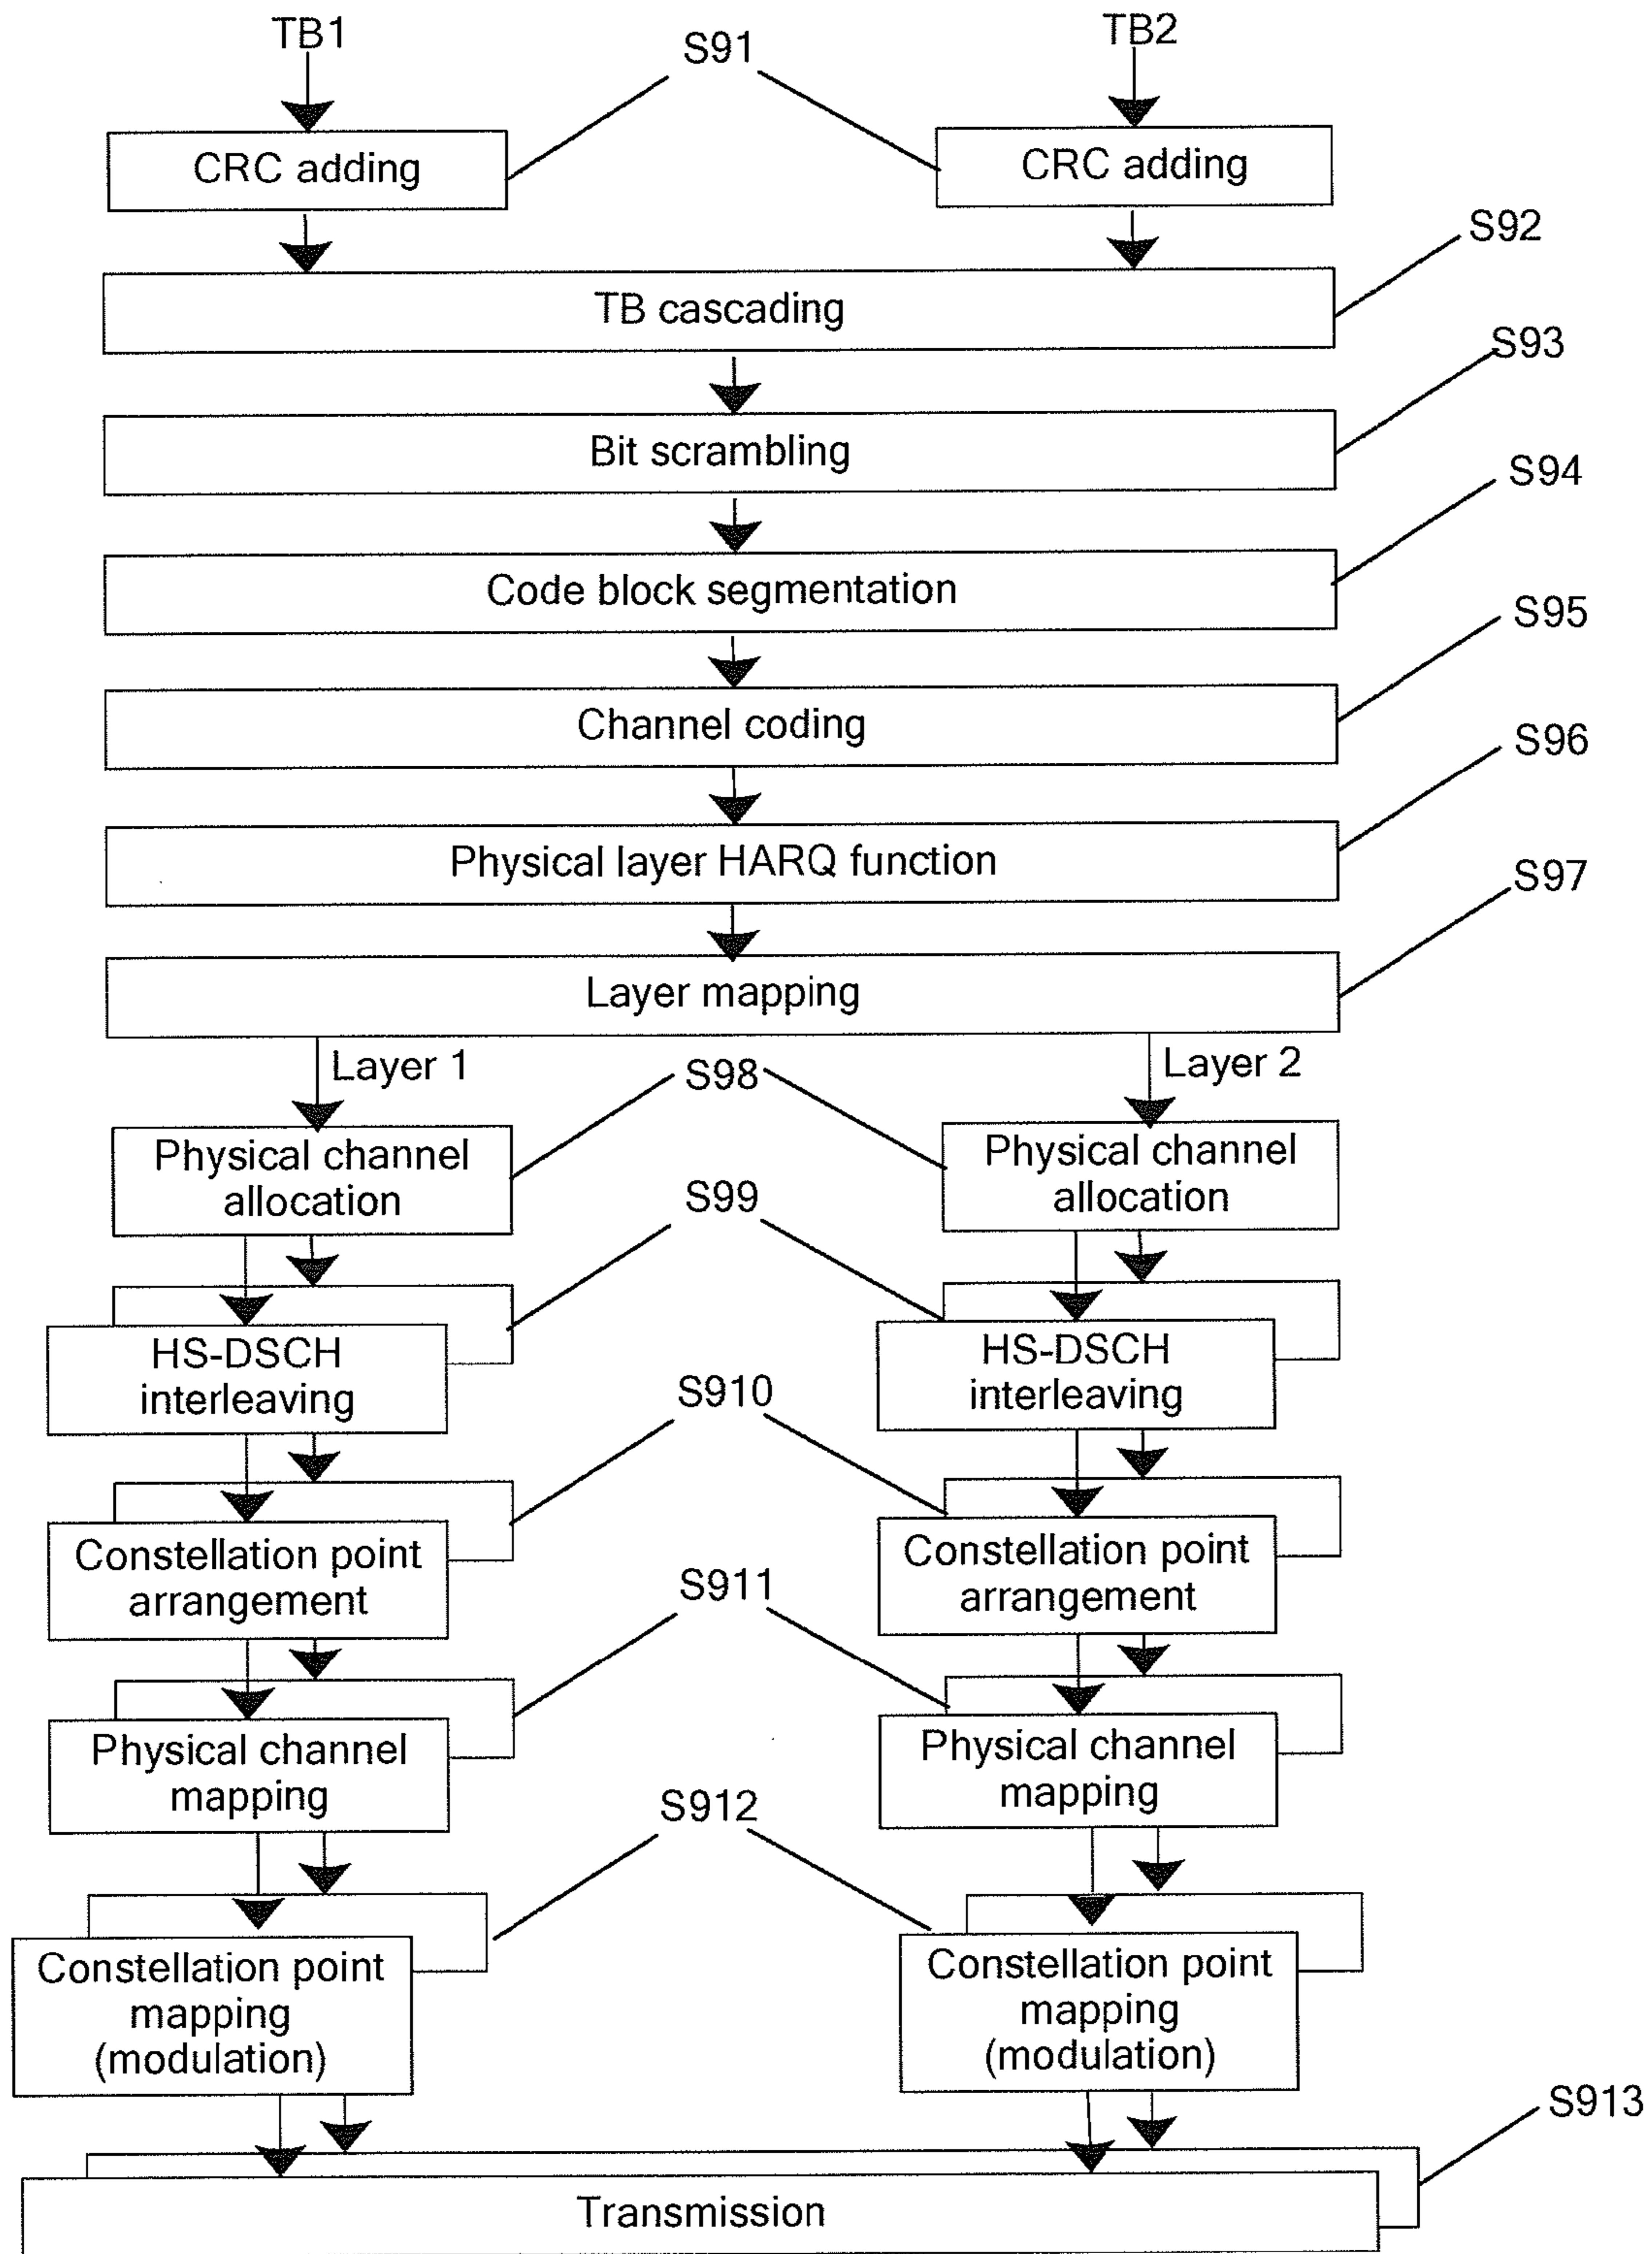 TB1
S91
TB2
CRC adding
CRC adding
S92
TB cascading
S93
Bit scrambling
S94
Code block segmentation
S95
Channel coding
S96
Physical layer HARQ function
S97
Layer mapping
Layer 1
S98
Layer 2
Physical channel
allocation
Physical channel
allocation
S99
HS-DSCH
interleaving
HS-DSCH
interleaving
S910
Constellation point
arrangement
Constellation point
arrangement
S911
Physical channel
mapping
Physical channel
mapping
S912
Constellation point
mapping
(modulation)
Constellation point
mapping
(modulation)
S913
Transmission